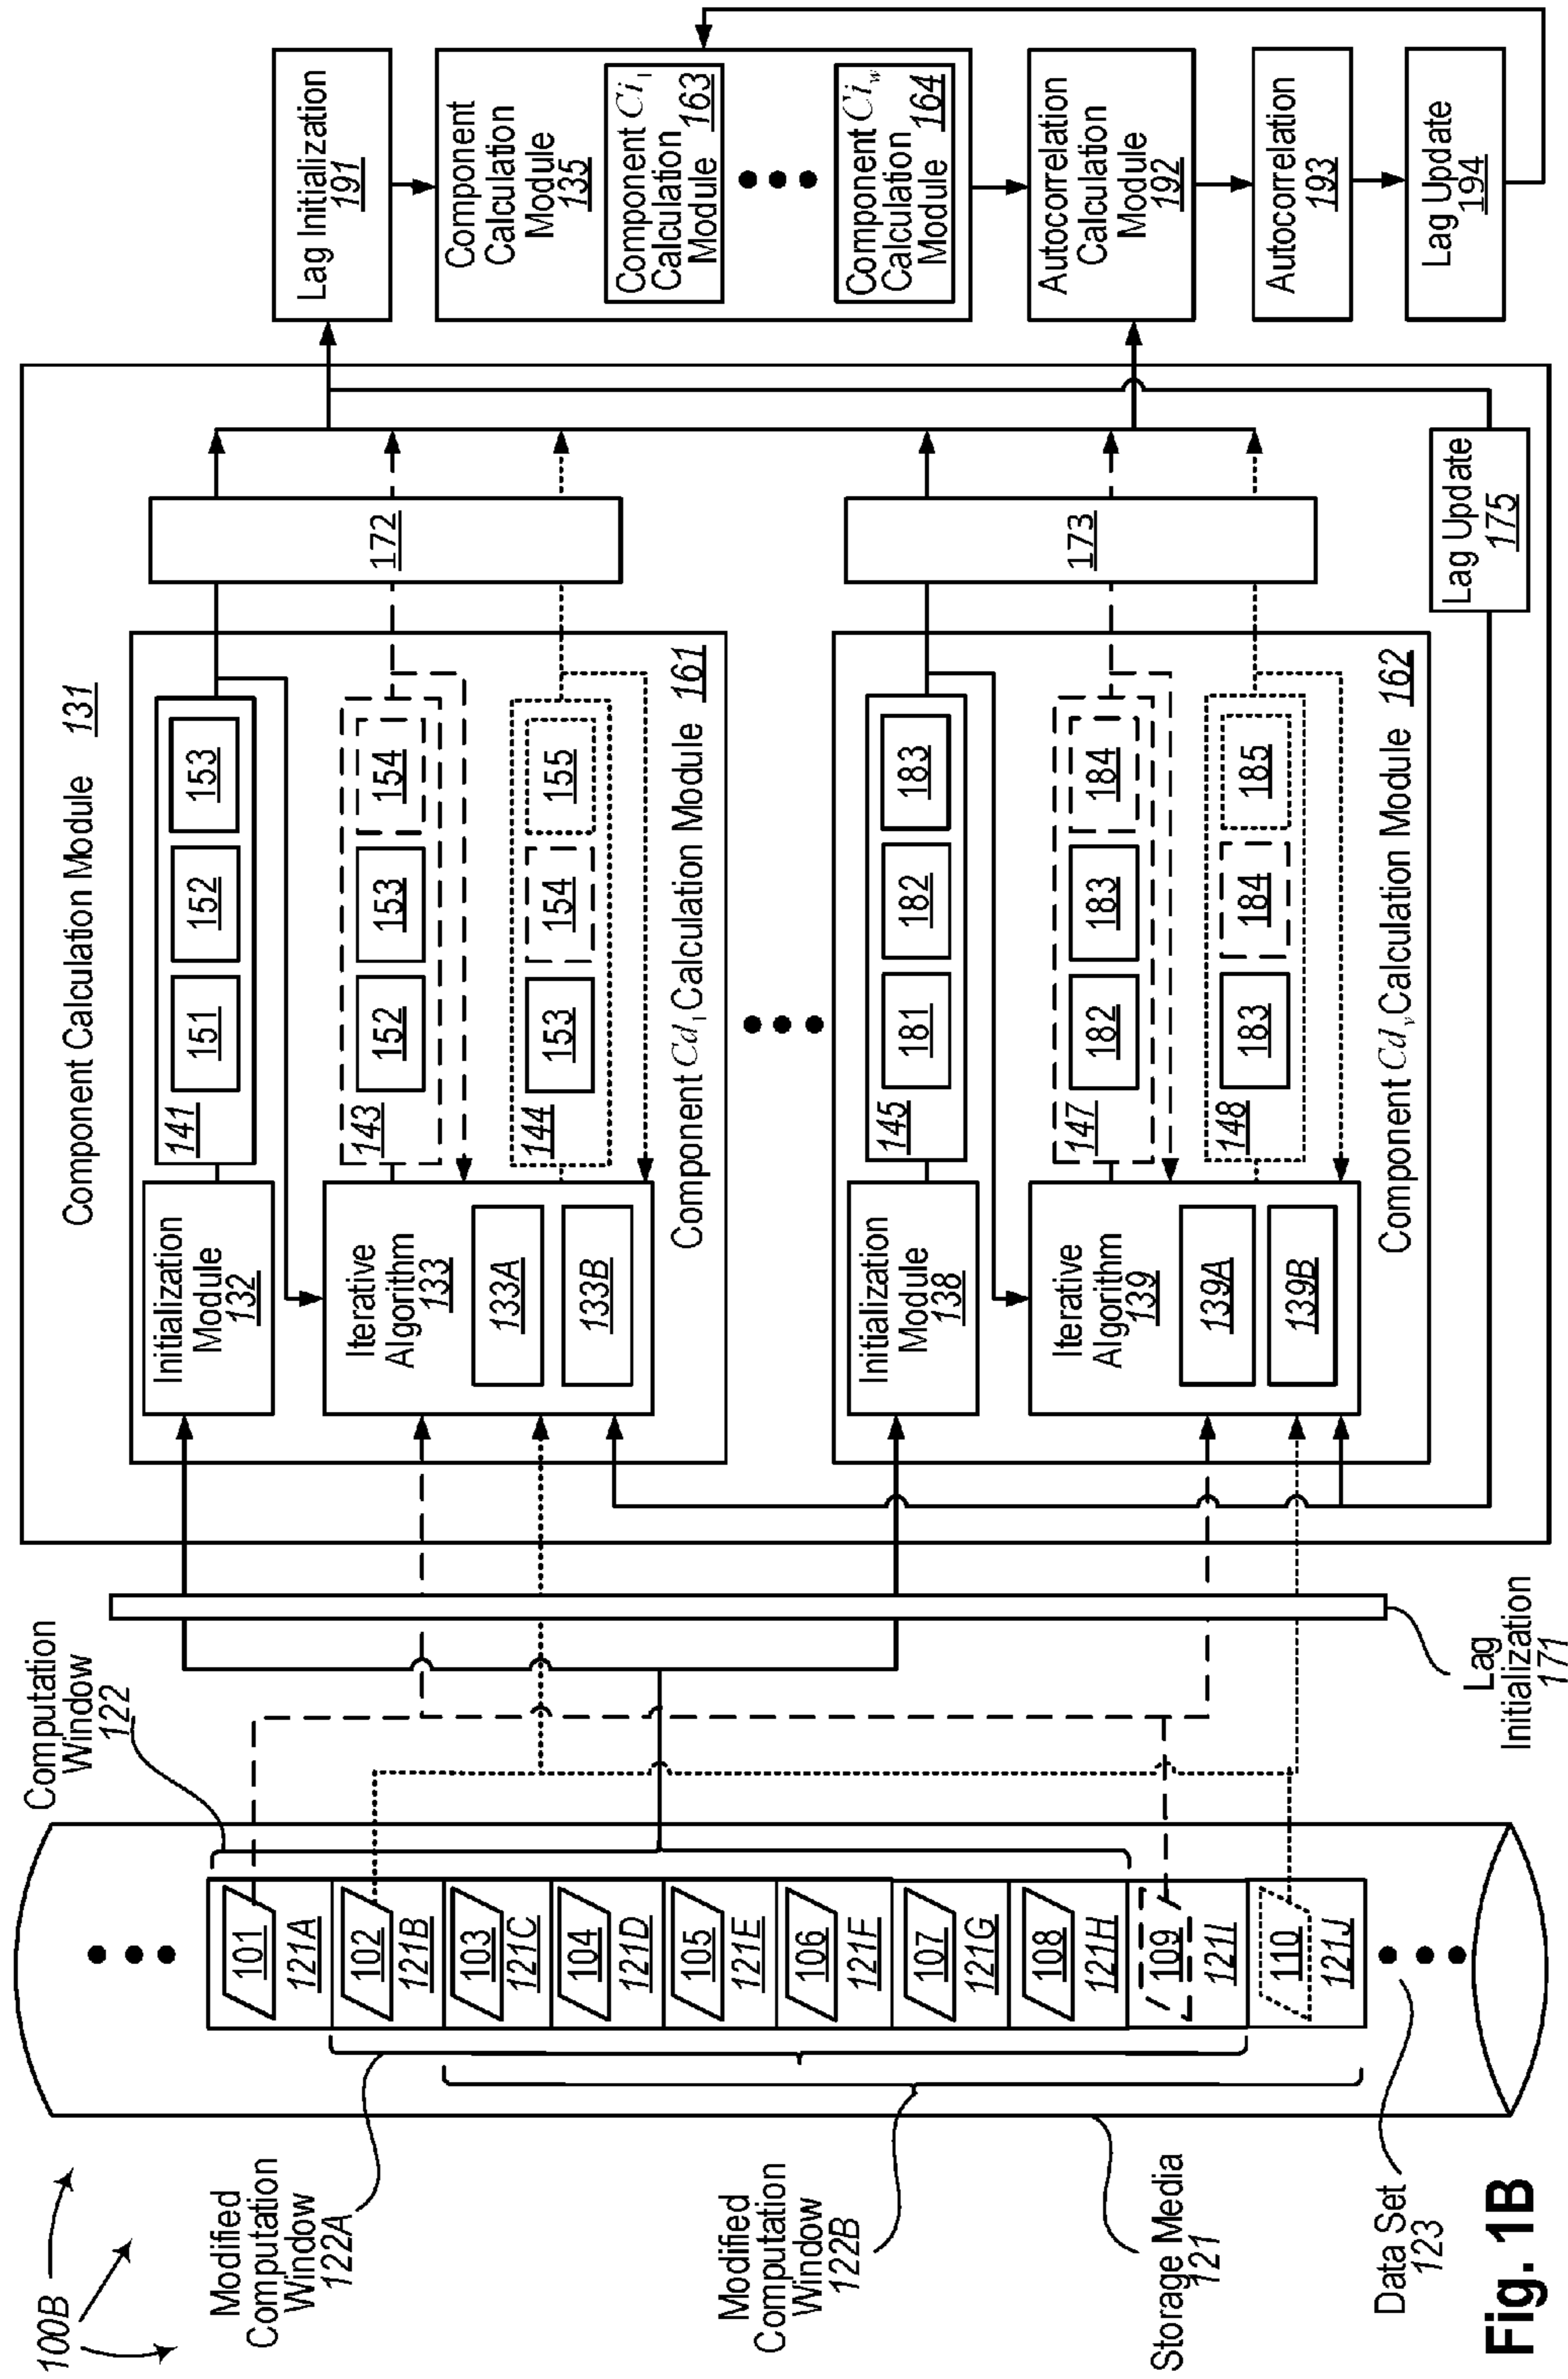 100B
Modified
Computation
Window
122A
Modified
Computation
Window
122B
Storage Media
121
Data Set
123
Computation
Window
122
101
121A
102
121B
103
121C
104
121D
105
121E
106
121F
107
121G
108
121H
109
121I
110
121J
Lag
Initialization
171
Component Calculation Module 131
Initialization
Module
132
141
151
152
153
Iterative
Algorithm
133
133A
133B
143
152
153
154
144
153
154
155
Component Cd1 Calculation Module 161
172
Initialization
Module
138
145
181
182
183
Iterative
Algorithm
139
139A
139B
147
182
183
184
148
183
184
185
Component Cdv Calculation Module 162
173
Lag Update
175
Lag Initialization
191
Component
Calculation
Module
135
Component Ci1
Calculation
Module 163
Component Ciw
Calculation
Module 164
Autocorrelation
Calculation
Module
192
Autocorrelation
193
Lag Update
194
Fig. 1B